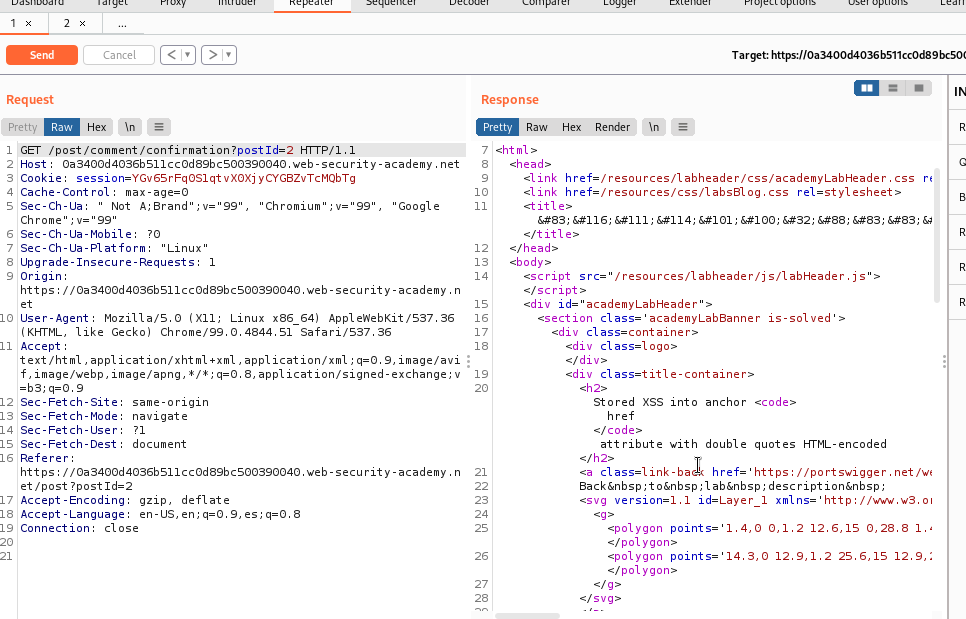 Dashboard Target Proxy Intruder Repeater Sequencer Decoder Comparer Logger Extender Project options User options Learn
1 × 2 × ...
Send Cancel < ▾ > ▾ Target: https://0a3400d4036b511cc0d89bc500
Request
Pretty Raw Hex \n ≡
1 GET /post/comment/confirmation?postId=2 HTTP/1.1
2 Host: 0a3400d4036b511cc0d89bc500390040.web-security-academy.net
3 Cookie: session=YGv65rFq0S1qtvX0XjyCYGBZvTcMQbTg
4 Cache-Control: max-age=0
5 Sec-Ch-Ua: " Not A;Brand";v="99", "Chromium";v="99", "Google
Chrome";v="99"
6 Sec-Ch-Ua-Mobile: ?0
7 Sec-Ch-Ua-Platform: "Linux"
8 Upgrade-Insecure-Requests: 1
9 Origin:
https://0a3400d4036b511cc0d89bc500390040.web-security-academy.n
et
10 User-Agent: Mozilla/5.0 (X11; Linux x86_64) AppleWebKit/537.36
(KHTML, like Gecko) Chrome/99.0.4844.51 Safari/537.36
11 Accept:
text/html,application/xhtml+xml,application/xml;q=0.9,image/avi
f,image/webp,image/apng,*/*;q=0.8,application/signed-exchange;v
=b3;q=0.9
12 Sec-Fetch-Site: same-origin
13 Sec-Fetch-Mode: navigate
14 Sec-Fetch-User: ?1
15 Sec-Fetch-Dest: document
16 Referer:
https://0a3400d4036b511cc0d89bc500390040.web-security-academy.n
et/post?postId=2
17 Accept-Encoding: gzip, deflate
18 Accept-Language: en-US,en;q=0.9,es;q=0.8
19 Connection: close
20
21
Response
Pretty Raw Hex Render \n ≡
7 <html>
8 <head>
9 <link href=/resources/labheader/css/academyLabHeader.css re
10 <link href=/resources/css/labsBlog.css rel=stylesheet>
11 <title>
&#83;&#116;&#111;&#114;&#101;&#100;&#32;&#88;&#83;&#83;&#
</title>
12 </head>
13 <body>
14 <script src="/resources/labheader/js/labHeader.js">
</script>
15 <div id="academyLabHeader">
16 <section class='academyLabBanner is-solved'>
17 <div class=container>
18 <div class=logo>
</div>
19 <div class=title-container>
20 <h2>
Stored XSS into anchor <code>
href
</code>
attribute with double quotes HTML-encoded
</h2>
21 <a class=link-back href='https://portswigger.net/we
22 Back&nbsp;to&nbsp;lab&nbsp;description&nbsp;
23 <svg version=1.1 id=Layer_1 xmlns='http://www.w3.or
24 <g>
25 <polygon points='1.4,0 0,1.2 12.6,15 0,28.8 1.4
</polygon>
26 <polygon points='14.3,0 12.9,1.2 25.6,15 12.9,2
</polygon>
27 </g>
28 </svg>
IN
R
Q
B
R
R
R